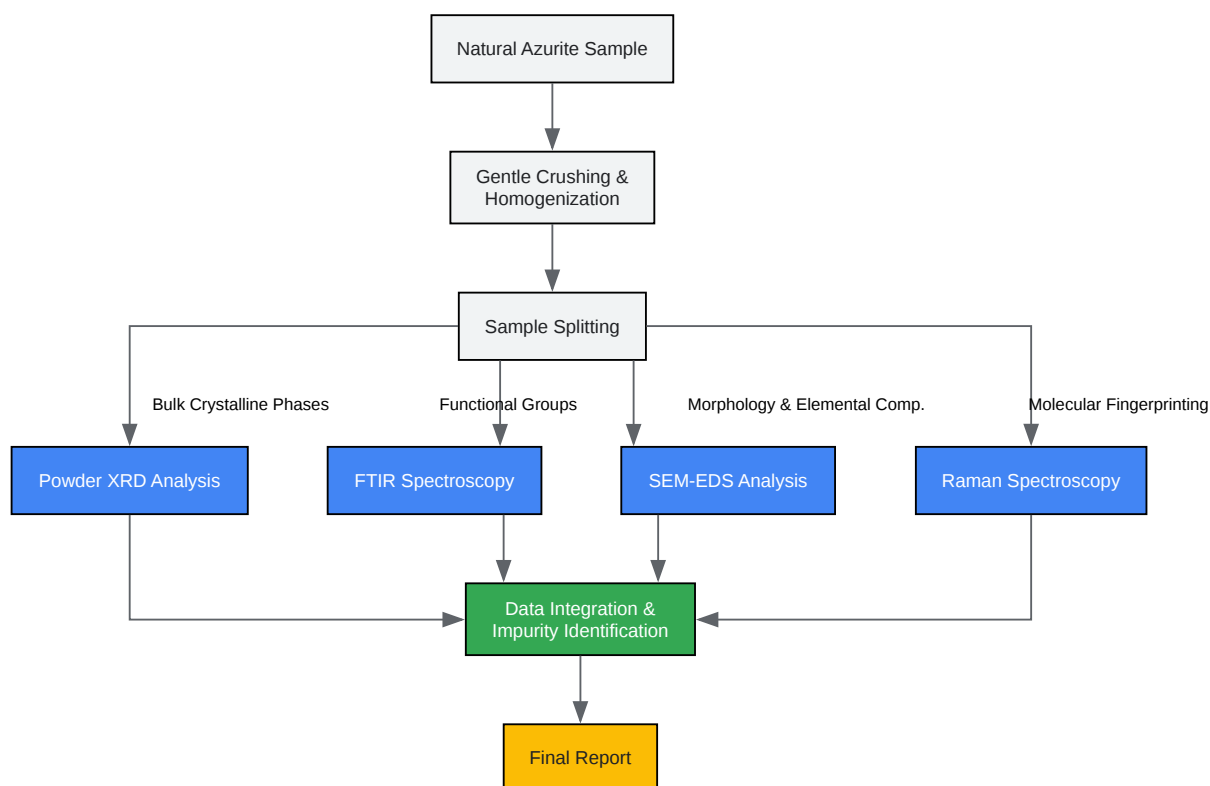 Natural Azurite Sample
Gentle Crushing &
Homogenization
Sample Splitting
Bulk Crystalline Phases
Functional Groups
Morphology & Elemental Comp.
Molecular Fingerprinting
Powder XRD Analysis
FTIR Spectroscopy
SEM-EDS Analysis
Raman Spectroscopy
Data Integration &
Impurity Identification
Final Report